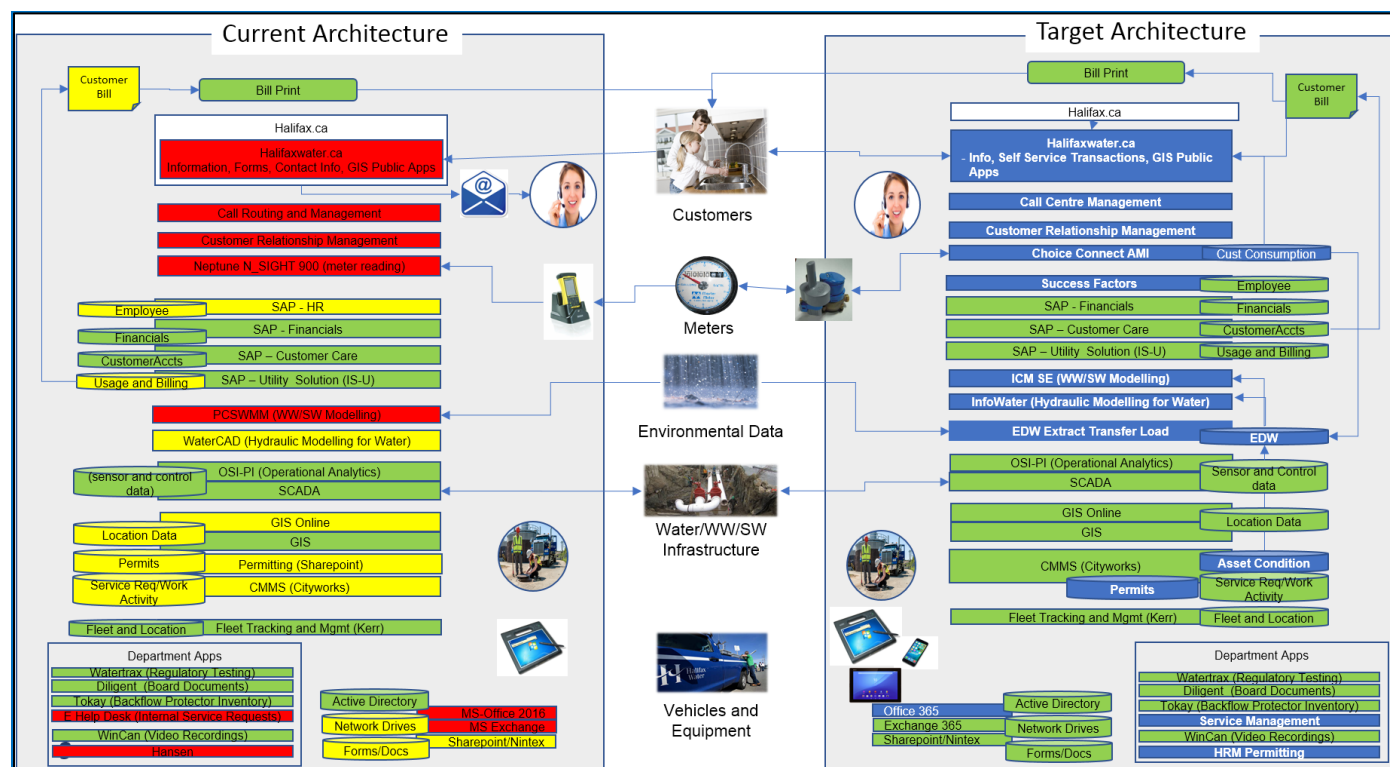 Current Architecture
Customer
Bill
Bill Print
Halifax.ca
Halifaxwater.ca
Information, Forms, Contact Info, GIS Public Apps
@
Call Routing and Management
Customer Relationship Management
Neptune N_SIGHT 900 (meter reading)
Employee
SAP - HR
Financials
SAP - Financials
CustomerAccts
SAP – Customer Care
Usage and Billing
SAP – Utility Solution (IS-U)
PCSWMM (WW/SW Modelling)
WaterCAD (Hydraulic Modelling for Water)
(sensor and control
data)
OSI-PI (Operational Analytics)
SCADA
Location Data
GIS Online
GIS
Permits
Permitting (Sharepoint)
Service Req/Work
Activity
CMMS (Cityworks)
Fleet and Location
Fleet Tracking and Mgmt (Kerr)
Department Apps
Watertrax (Regulatory Testing)
Diligent (Board Documents)
Tokay (Backflow Protector Inventory)
E Help Desk (Internal Service Requests)
WinCan (Video Recordings)
Hansen
Active Directory
Network Drives
Forms/Docs
MS-Office 2016
MS Exchange
Sharepoint/Nintex
Customers
Meters
Environmental Data
Water/WW/SW
Infrastructure
Halifax
Water
Vehicles and
Equipment
Target Architecture
Bill Print
Customer
Bill
Halifax.ca
Halifaxwater.ca
- Info, Self Service Transactions, GIS Public
Apps
Call Centre Management
Customer Relationship Management
Choice Connect AMI
Cust Consumption
Success Factors
Employee
SAP - Financials
Financials
SAP – Customer Care
CustomerAccts
SAP – Utility Solution (IS-U)
Usage and Billing
ICM SE (WW/SW Modelling)
InfoWater (Hydraulic Modelling for Water)
EDW Extract Transfer Load
EDW
OSI-PI (Operational Analytics)
SCADA
Sensor and Control
data
GIS Online
GIS
Location Data
CMMS (Cityworks)
Asset Condition
Permits
Service Req/Work
Activity
Fleet Tracking and Mgmt (Kerr)
Fleet and Location
Office 365
Exchange 365
Sharepoint/Nintex
Active Directory
Network Drives
Forms/Docs
Department Apps
Watertrax (Regulatory Testing)
Diligent (Board Documents)
Tokay (Backflow Protector Inventory)
Service Management
WinCan (Video Recordings)
HRM Permitting